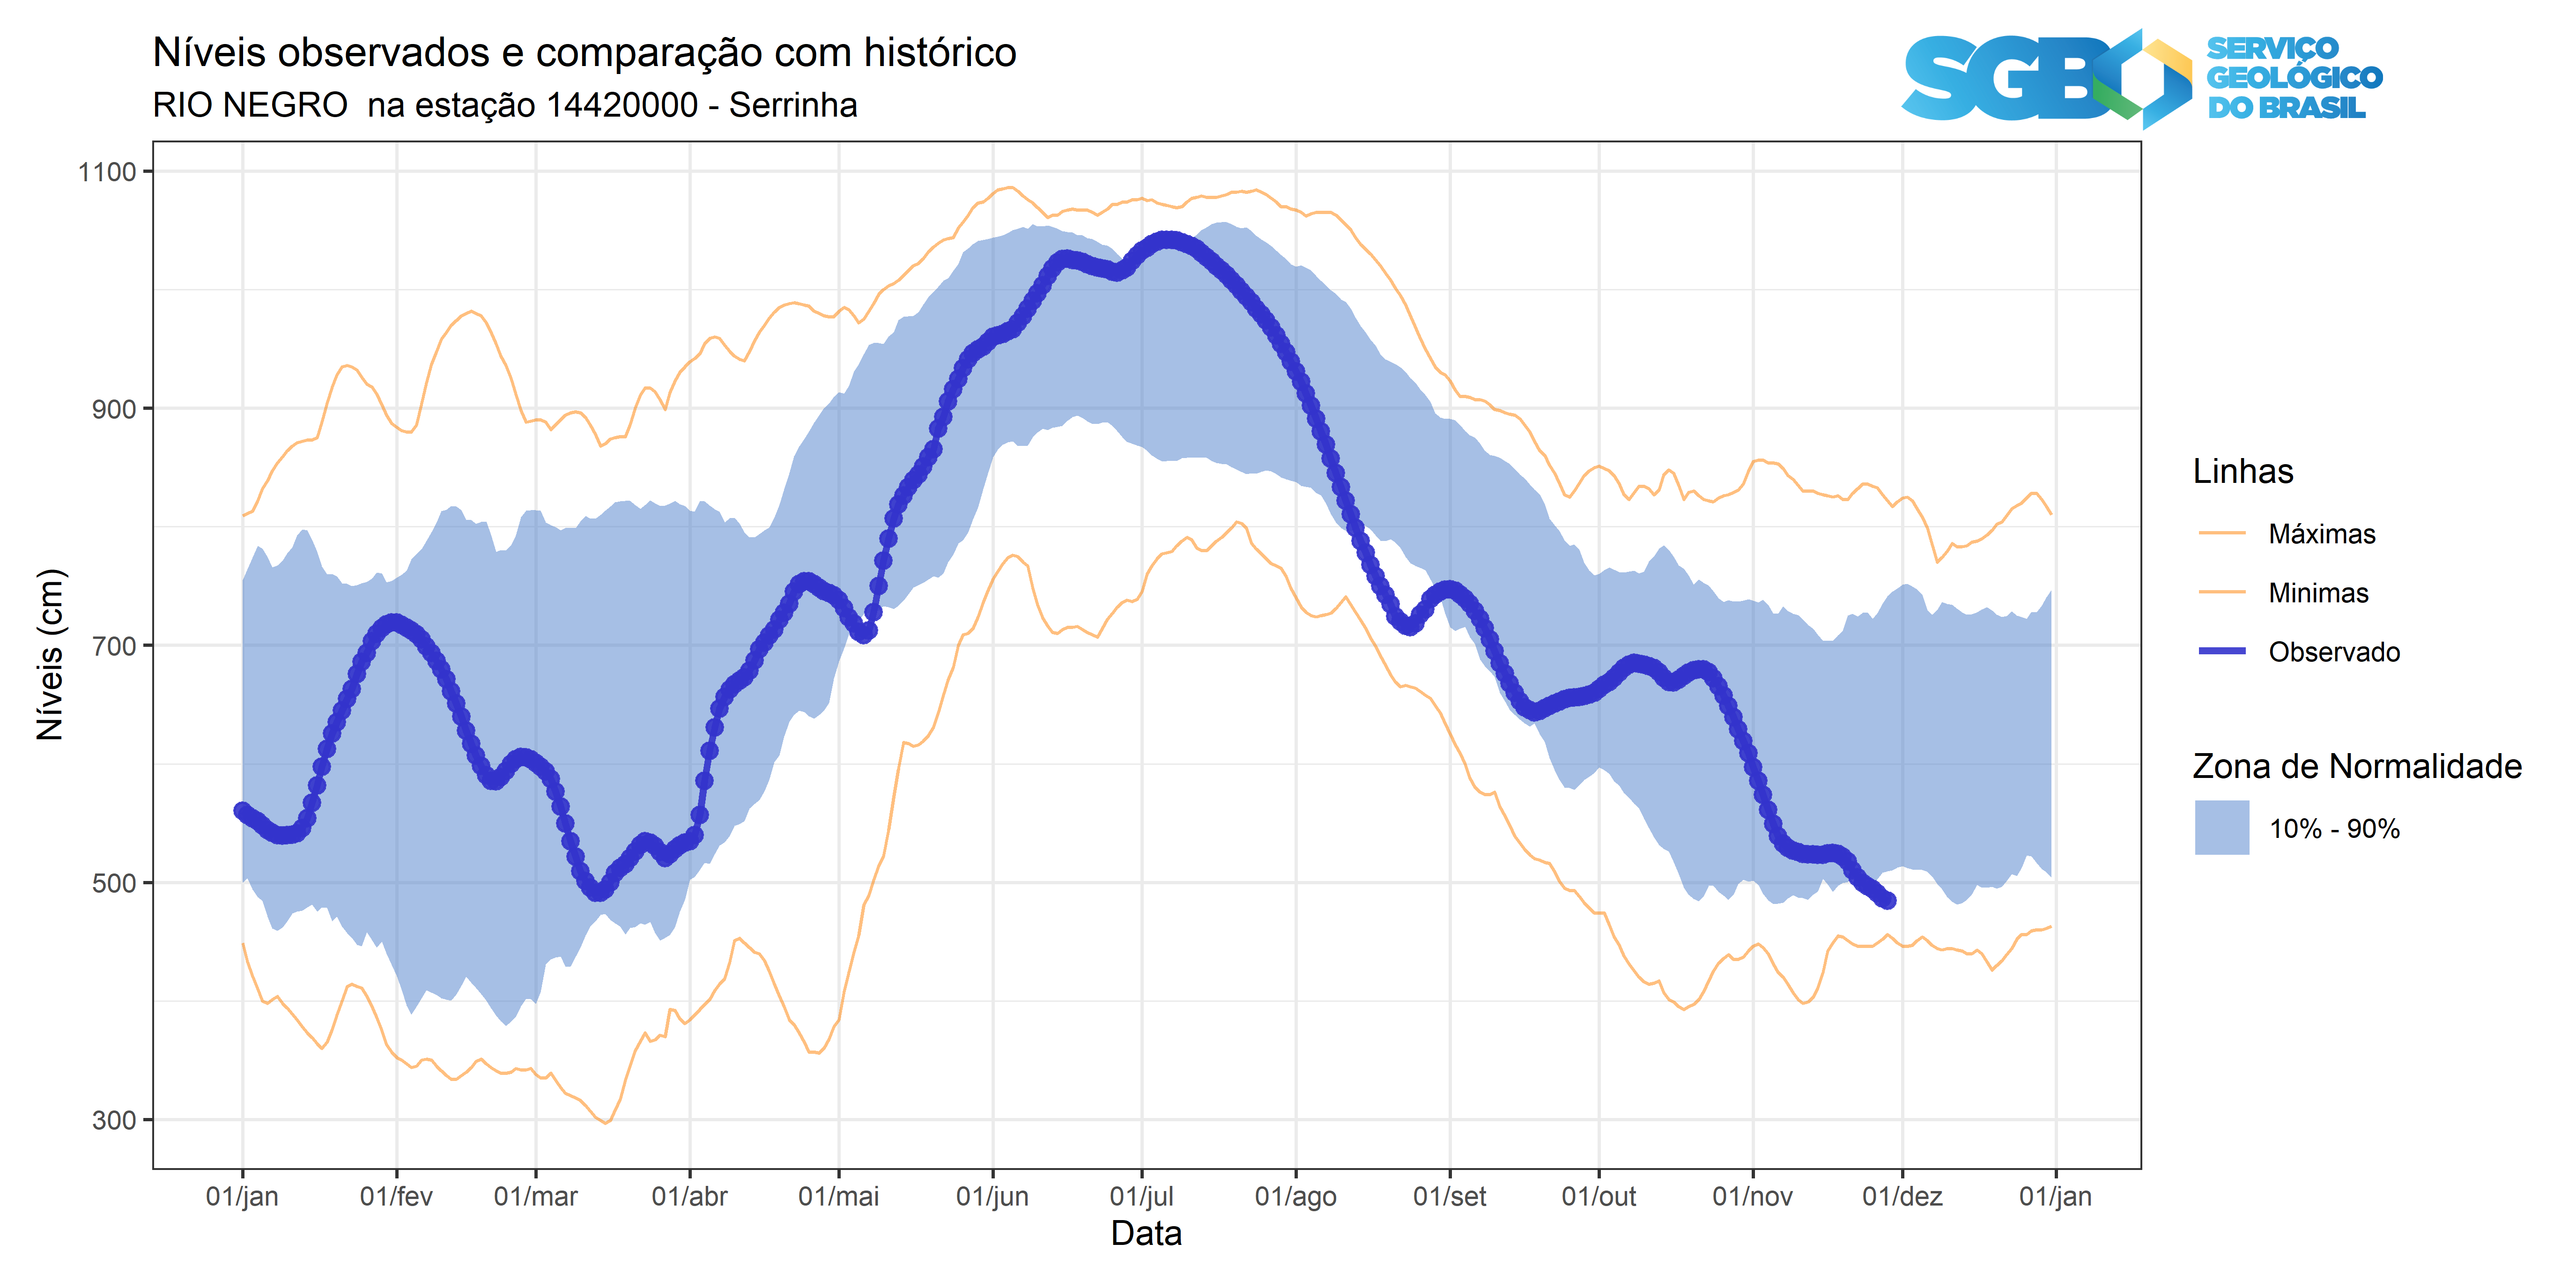 Níveis observados e comparação com histórico
RIO NEGRO  na estação 14420000 - Serrinha
SGB
SERVIÇO
GEOLÓGICO
DO BRASIL
1100
900
700
500
300
Níveis (cm)
01/jan 01/fev 01/mar 01/abr 01/mai 01/jun 01/jul 01/ago 01/set 01/out 01/nov 01/dez 01/jan
Data
Linhas
Máximas
Minimas
Observado
Zona de Normalidade
10% - 90%